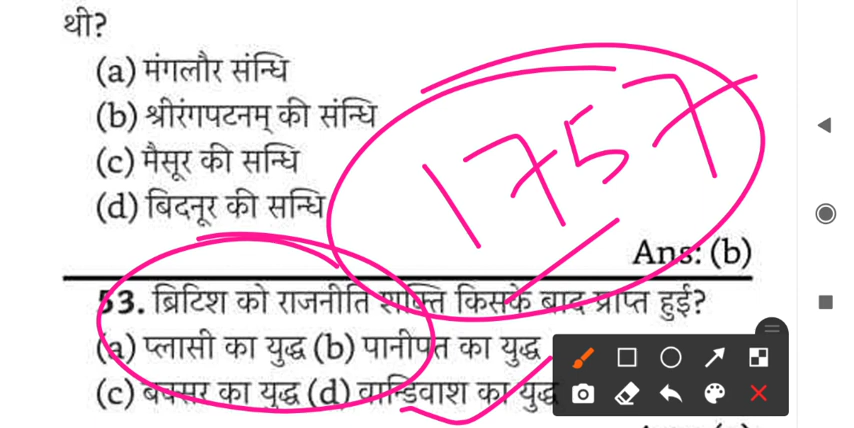 थी?
(a) मंगलौर संन्धि
(b) श्रीरंगपटनम् की संन्धि
(c) मैसूर की सन्धि
(d) बिदनूर की सन्धि
1757
Ans: (b)
53. ब्रिटिश को राजनीति शक्ति किसके बाद प्राप्त हुई?
(a) प्लासी का युद्ध (b) पानीपत का युद्ध
(c) बक्सर का युद्ध (d) वान्डिवाश का युद्ध